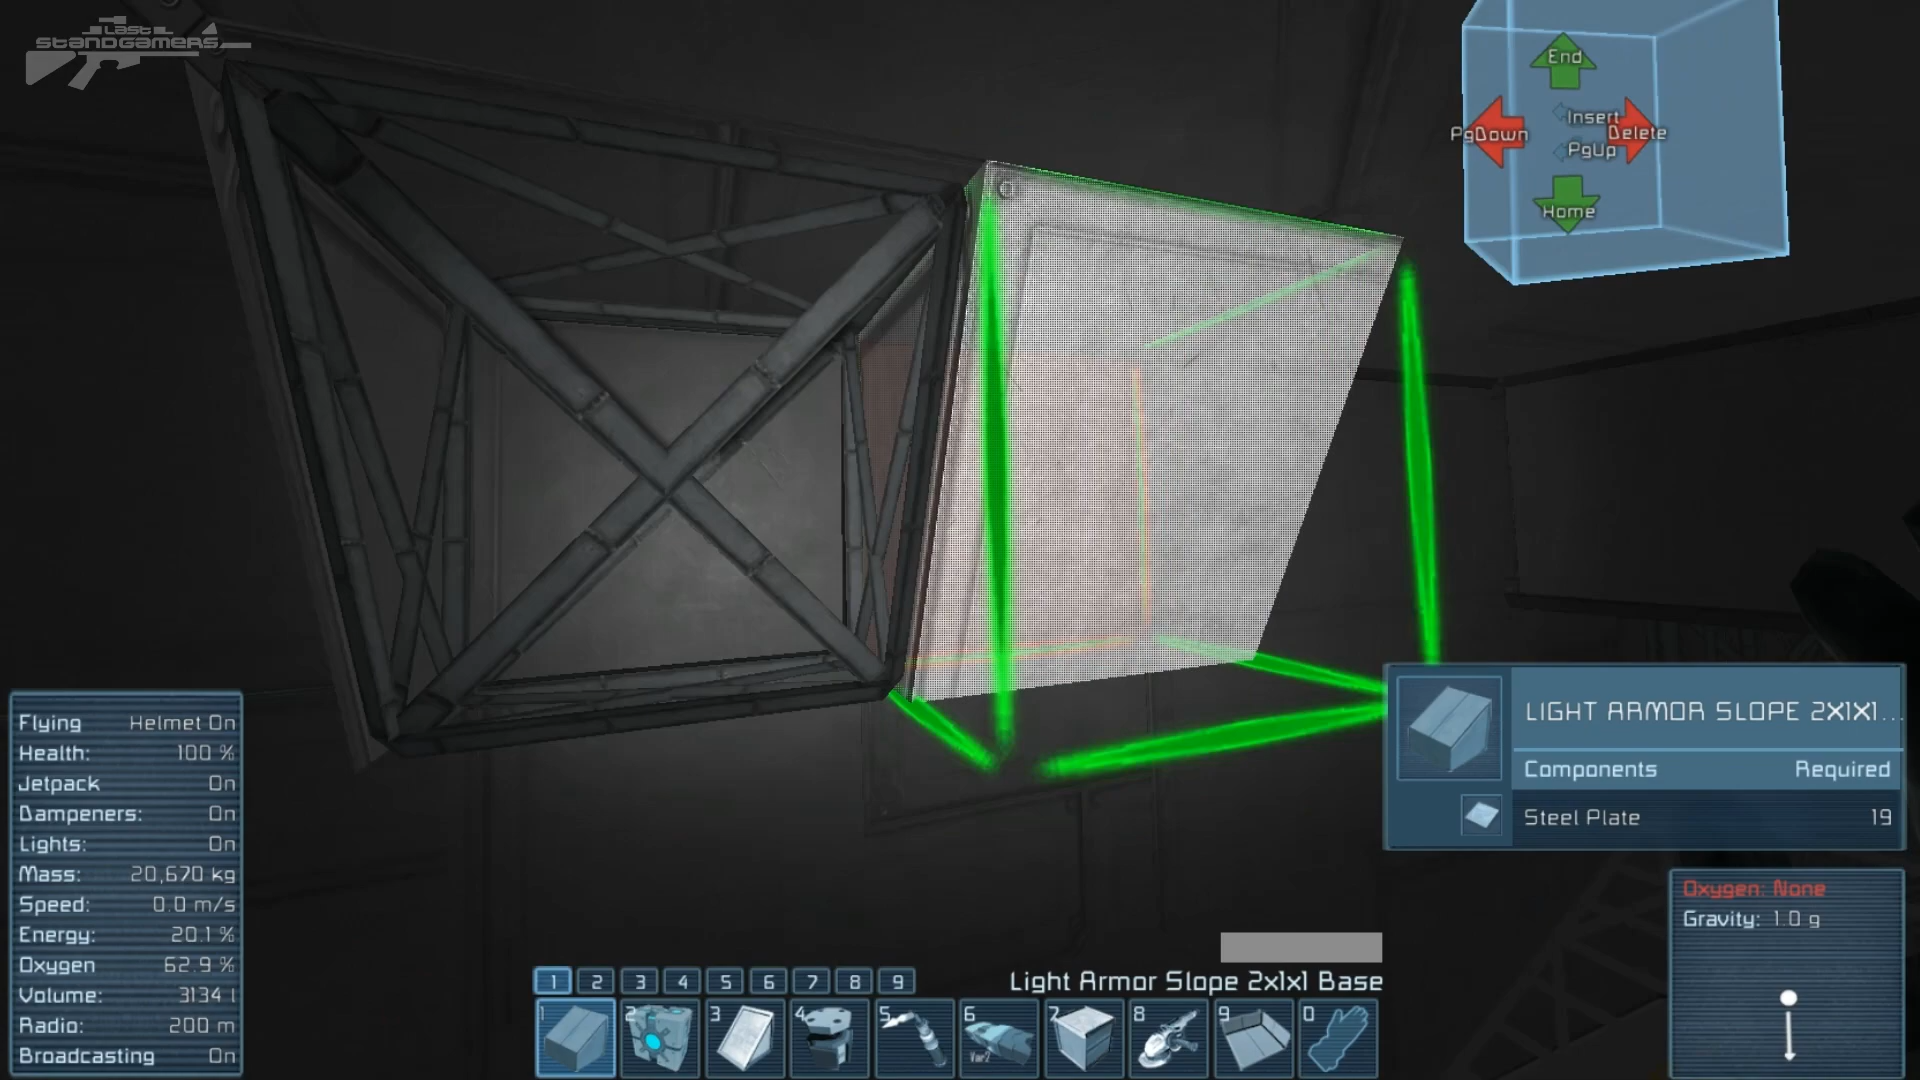 Last
StandGamers
End
Insert
PgDown
Delete
PgUp
Home
Flying Helmet On
Health: 100 %
Jetpack On
Dampeners: On
Lights: On
Mass: 20,670 kg
Speed: 0.0 m/s
Energy: 20.1 %
Oxygen 62.9 %
Volume: 3134 l
Radio: 200 m
Broadcasting On
LIGHT ARMOR SLOPE 2X1X1...
Components Required
Steel Plate 19
Oxygen: None
Gravity: 1.0 g
1 2 3 4 5 6 7 8 9
Light Armor Slope 2x1x1 Base
1 2 3 4 5 6 7 8 9 0
Var2